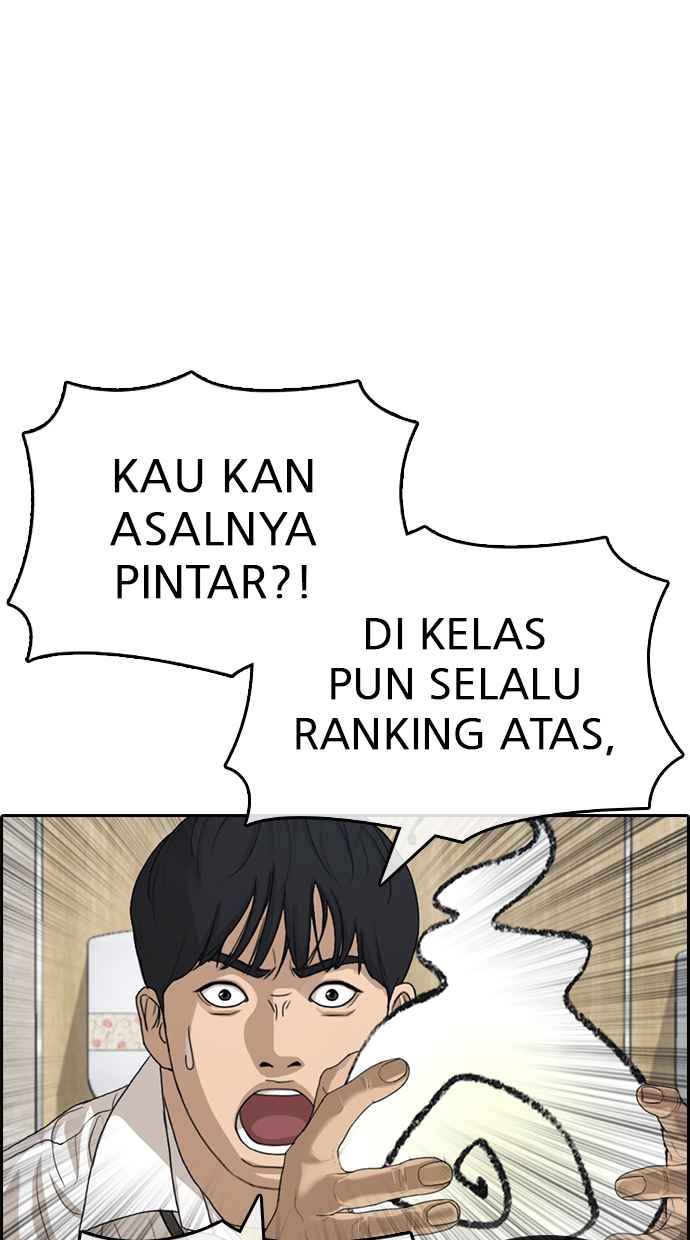 KAU KAN
ASALNYA
PINTAR?!
DI KELAS
PUN SELALU
RANKING ATAS,